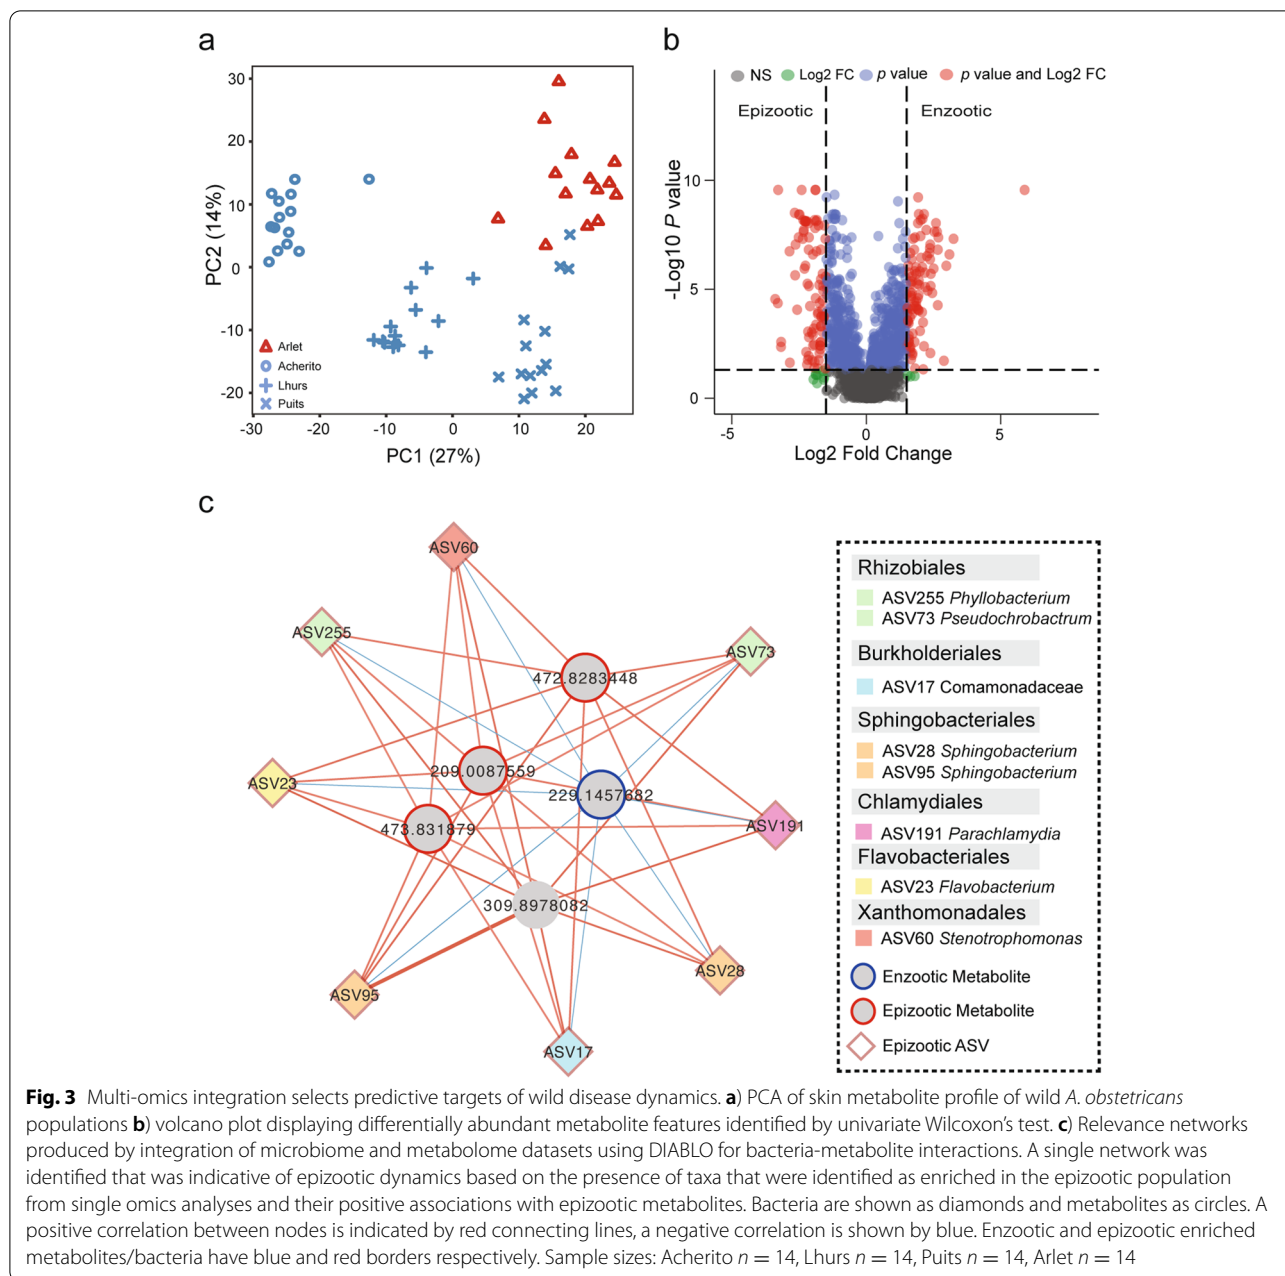 a
PC2 (14%)
30
20
10
0
-10
-20
-30
-20
-10
0
10
20
PC1 (27%)
Arlet
Acherito
Lhurs
Puits
b
NS
Log2 FC
p value
p value and Log2 FC
Epizootic
Enzootic
-Log10 P value
10
5
0
-5
0
5
Log2 Fold Change
c
ASV60
ASV255
ASV73
472.8283448
209.0087559
ASV23
229.1457682
473.831879
ASV191
309.8978082
ASV28
ASV95
ASV17
Rhizobiales
ASV255 Phyllobacterium
ASV73 Pseudochrobactrum
Burkholderiales
ASV17 Comamonadaceae
Sphingobacteriales
ASV28 Sphingobacterium
ASV95 Sphingobacterium
Chlamydiales
ASV191 Parachlamydia
Flavobacteriales
ASV23 Flavobacterium
Xanthomonadales
ASV60 Stenotrophomonas
Enzootic Metabolite
Epizootic Metabolite
Epizootic ASV
Fig. 3 Multi-omics integration selects predictive targets of wild disease dynamics. a) PCA of skin metabolite profile of wild A. obstetricans
populations b) volcano plot displaying differentially abundant metabolite features identified by univariate Wilcoxon's test. c) Relevance networks
produced by integration of microbiome and metabolome datasets using DIABLO for bacteria-metabolite interactions. A single network was
identified that was indicative of epizootic dynamics based on the presence of taxa that were identified as enriched in the epizootic population
from single omics analyses and their positive associations with epizootic metabolites. Bacteria are shown as diamonds and metabolites as circles. A
positive correlation between nodes is indicated by red connecting lines, a negative correlation is shown by blue. Enzootic and epizootic enriched
metabolites/bacteria have blue and red borders respectively. Sample sizes: Acherito n = 14, Lhurs n = 14, Puits n = 14, Arlet n = 14